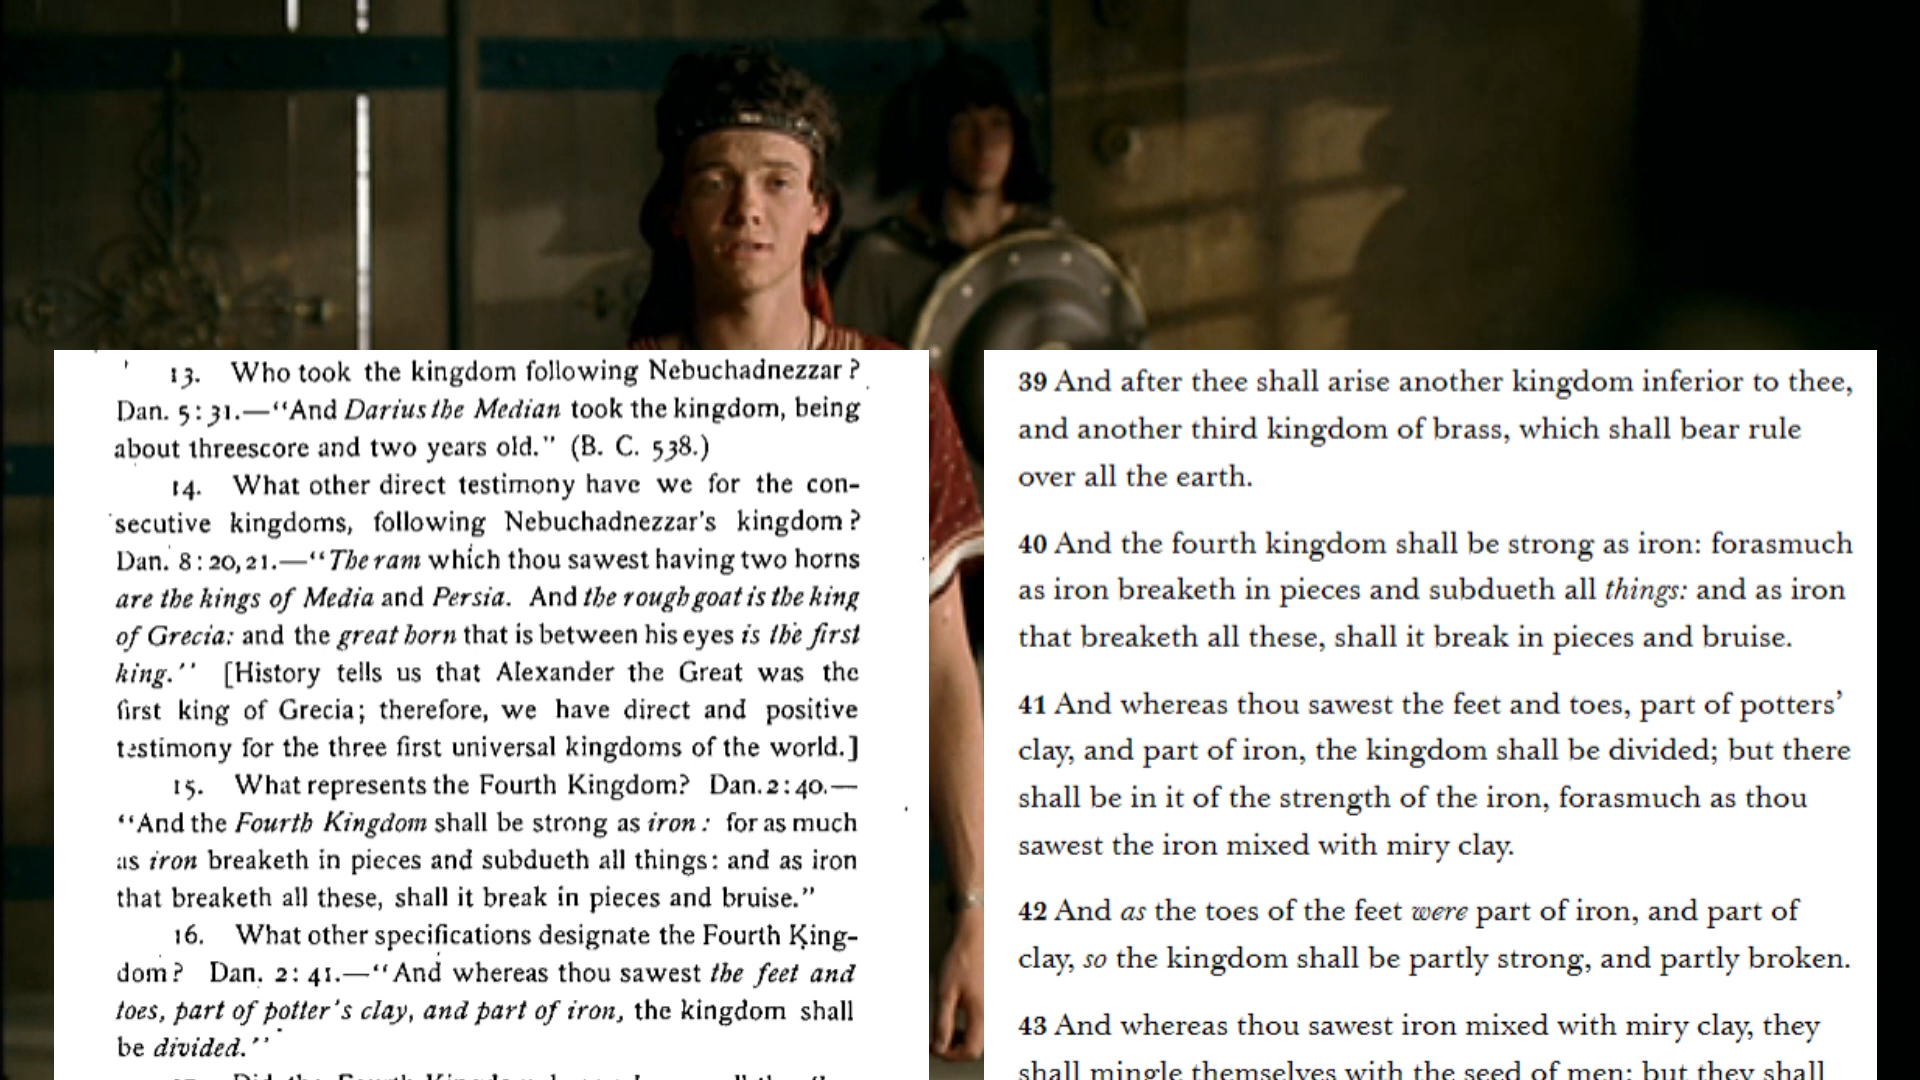 13. Who took the kingdom following Nebuchadnezzar?
Dan. 5:31.—“And Darius the Median took the kingdom, being
about threescore and two years old.” (B. C. 538.)
14. What other direct testimony have we for the con-
secutive kingdoms, following Nebuchadnezzar's kingdom?
Dan. 8:20,21.—“The ram which thou sawest having two horns
are the kings of Media and Persia. And the rough goat is the king
of Grecia: and the great horn that is between his eyes is the first
king.’’ [History tells us that Alexander the Great was the
first king of Grecia; therefore, we have direct and positive
testimony for the three first universal kingdoms of the world.]
15. What represents the Fourth Kingdom? Dan. 2:40.—
“And the Fourth Kingdom shall be strong as iron: for as much
as iron breaketh in pieces and subdueth all things: and as iron
that breaketh all these, shall it break in pieces and bruise.”
16. What other specifications designate the Fourth King-
dom? Dan. 2: 41.—“And whereas thou sawest the feet and
toes, part of potter's clay, and part of iron, the kingdom shall
be divided.’’
39 And after thee shall arise another kingdom inferior to thee,
and another third kingdom of brass, which shall bear rule
over all the earth.
40 And the fourth kingdom shall be strong as iron: forasmuch
as iron breaketh in pieces and subdueth all things: and as iron
that breaketh all these, shall it break in pieces and bruise.
41 And whereas thou sawest the feet and toes, part of potters’
clay, and part of iron, the kingdom shall be divided; but there
shall be in it of the strength of the iron, forasmuch as thou
sawest the iron mixed with miry clay.
42 And as the toes of the feet were part of iron, and part of
clay, so the kingdom shall be partly strong, and partly broken.
43 And whereas thou sawest iron mixed with miry clay, they
shall mingle themselves with the seed of men: but they shall